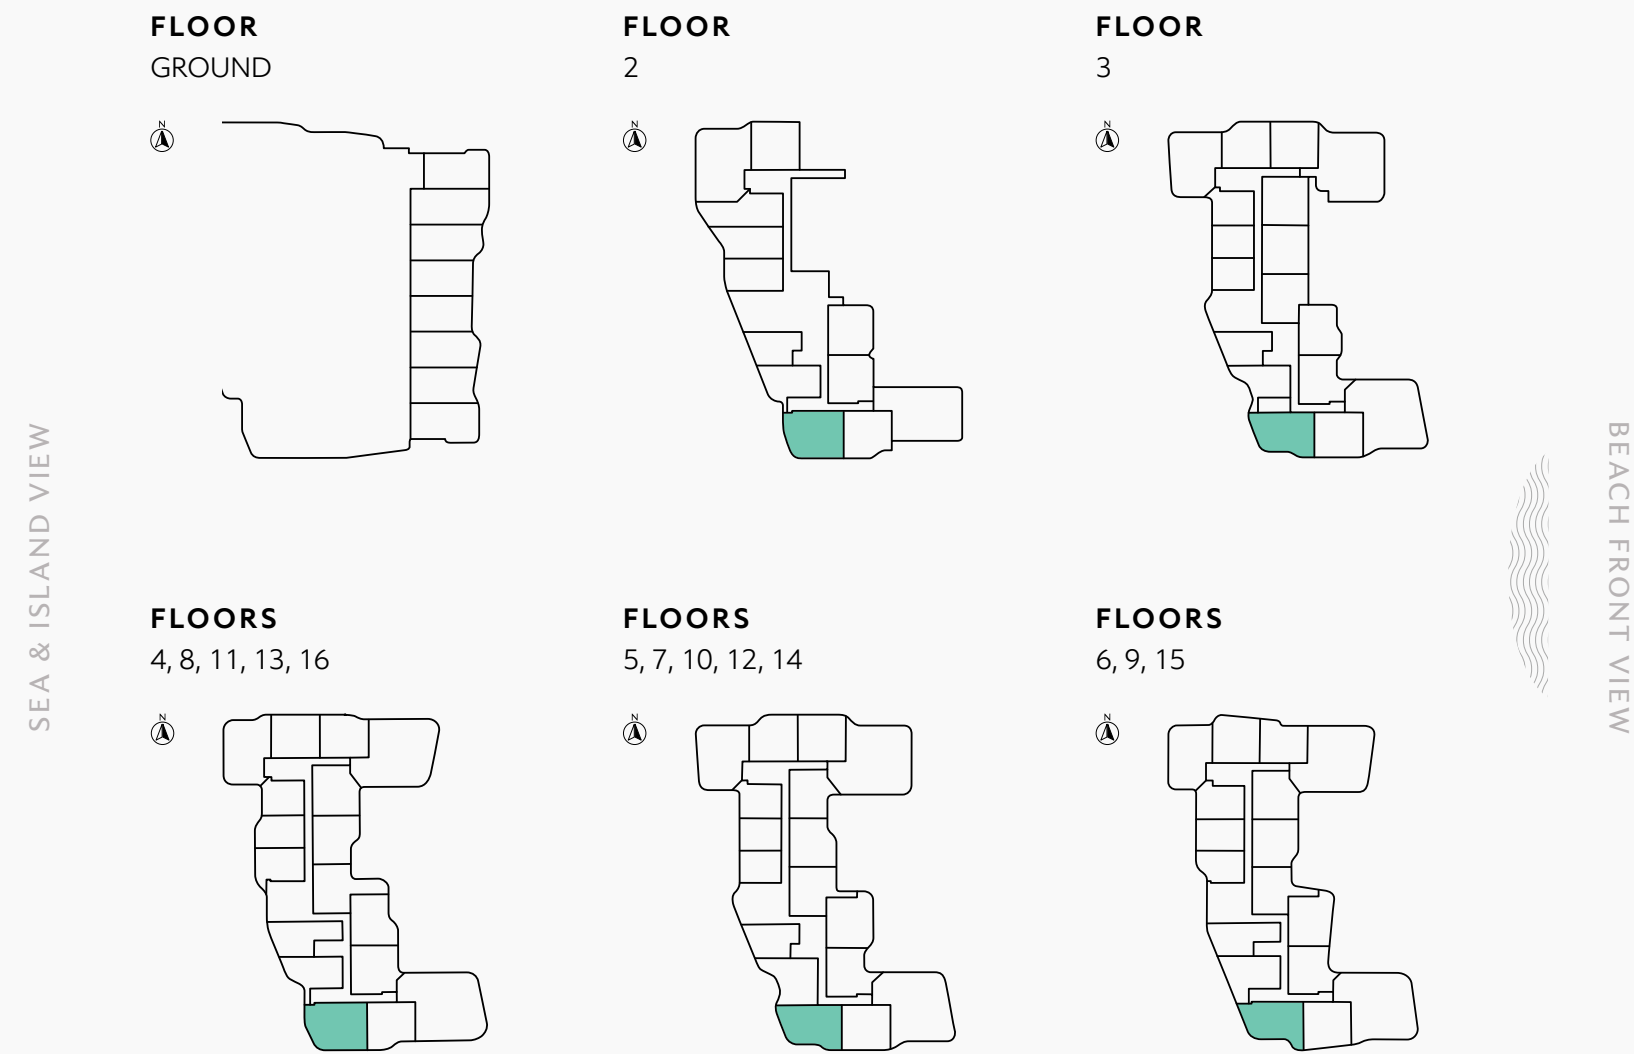 FLOOR
GROUND
FLOOR
2
FLOOR
3
N
N
N
SEA & ISLAND VIEW
BEACH FRONT VIEW
FLOORS
4, 8, 11, 13, 16
FLOORS
5, 7, 10, 12, 14
FLOORS
6, 9, 15
N
N
N